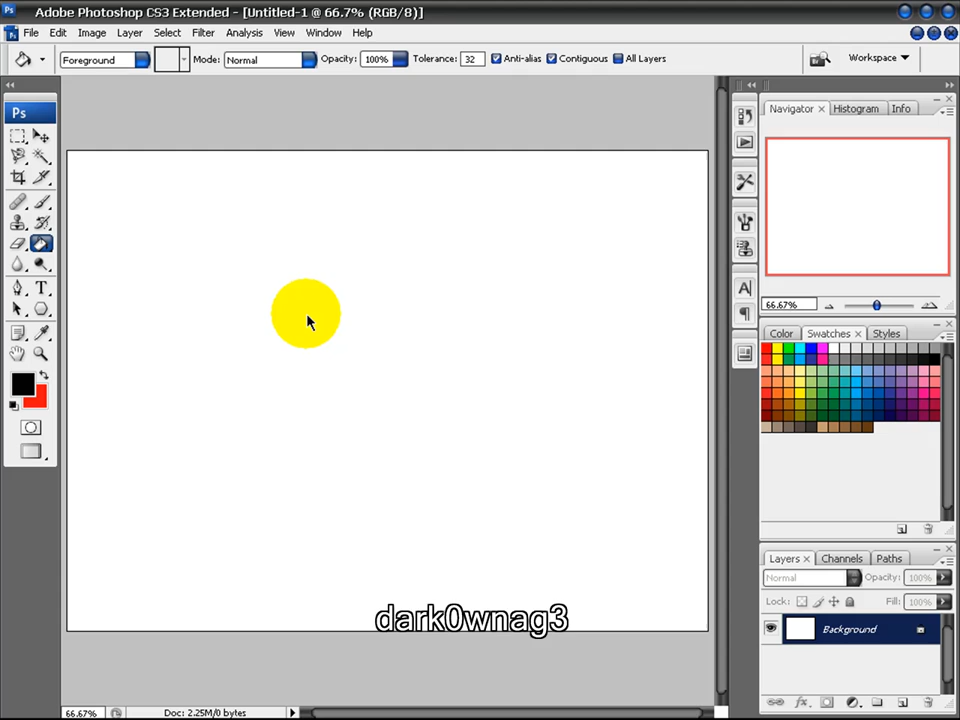 Adobe Photoshop CS3 Extended - [Untitled-1 @ 66.7% (RGB/8)]
File Edit Image Layer Select Filter Analysis View Window Help
Foreground Mode: Normal Opacity: 100% Tolerance: 32 Anti-alias Contiguous All Layers Workspace
Ps
Navigator × Histogram Info
66.67%
Color Swatches × Styles
Layers × Channels Paths
Normal Opacity: 100%
Lock: Fill: 100%
Background
dark0wnag3
66.67% Doc: 2.25M/0 bytes